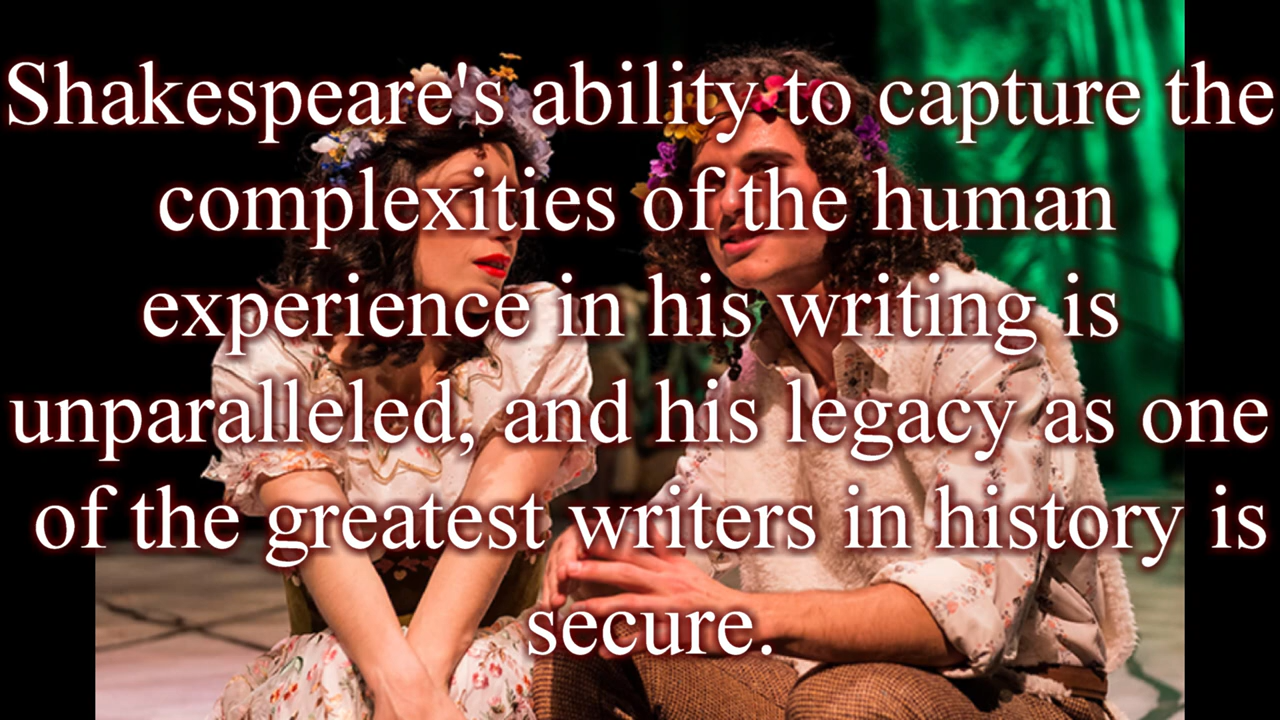 Shakespeare's ability to capture the
complexities of the human
experience in his writing is
unparalleled, and his legacy as one
of the greatest writers in history is
secure.